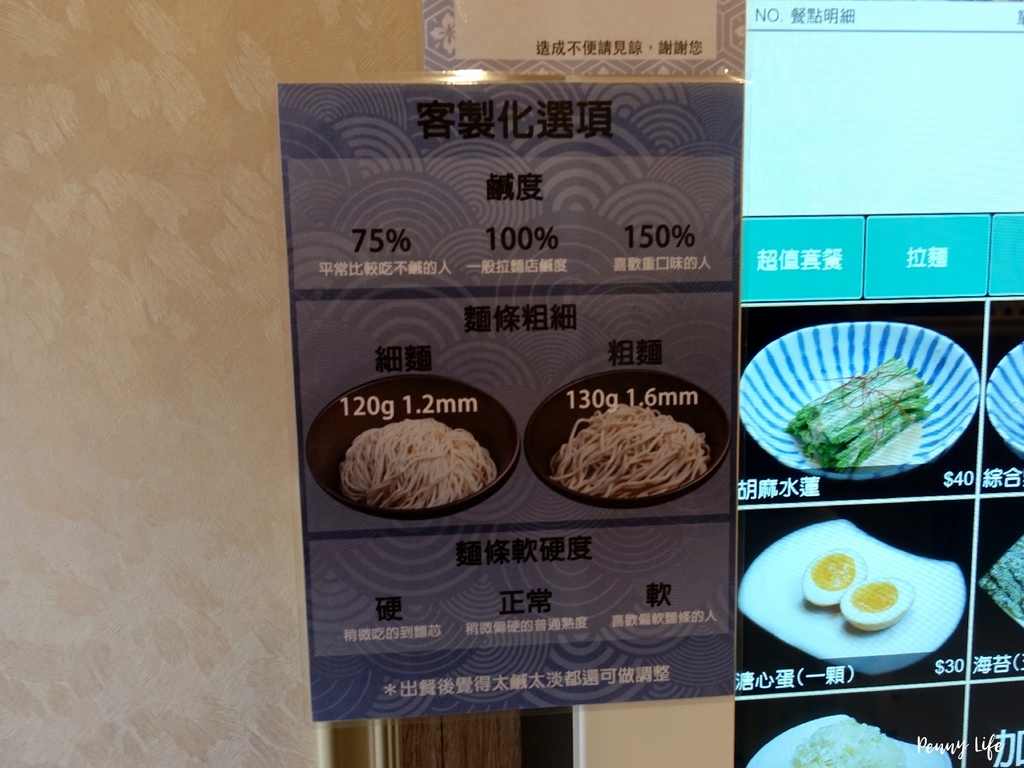 造成不便請見諒，謝謝您
客製化選項
鹹度
75% 100% 150%
平常比較吃不鹹的人 一般拉麵店鹹度 喜歡重口味的人
麵條粗細
細麵 粗麵
120g 1.2mm 130g 1.6mm
麵條軟硬度
硬 正常 軟
稍微吃的到麵芯 稍微偏硬的普通熟度 喜歡偏軟麵條的人
＊出餐後覺得太鹹太淡都還可做調整
NO. 餐點明細
超值套餐 拉麵
胡麻水蓮 $40 綜合
溏心蛋(一顆) $30 海苔(
加
Penny Life